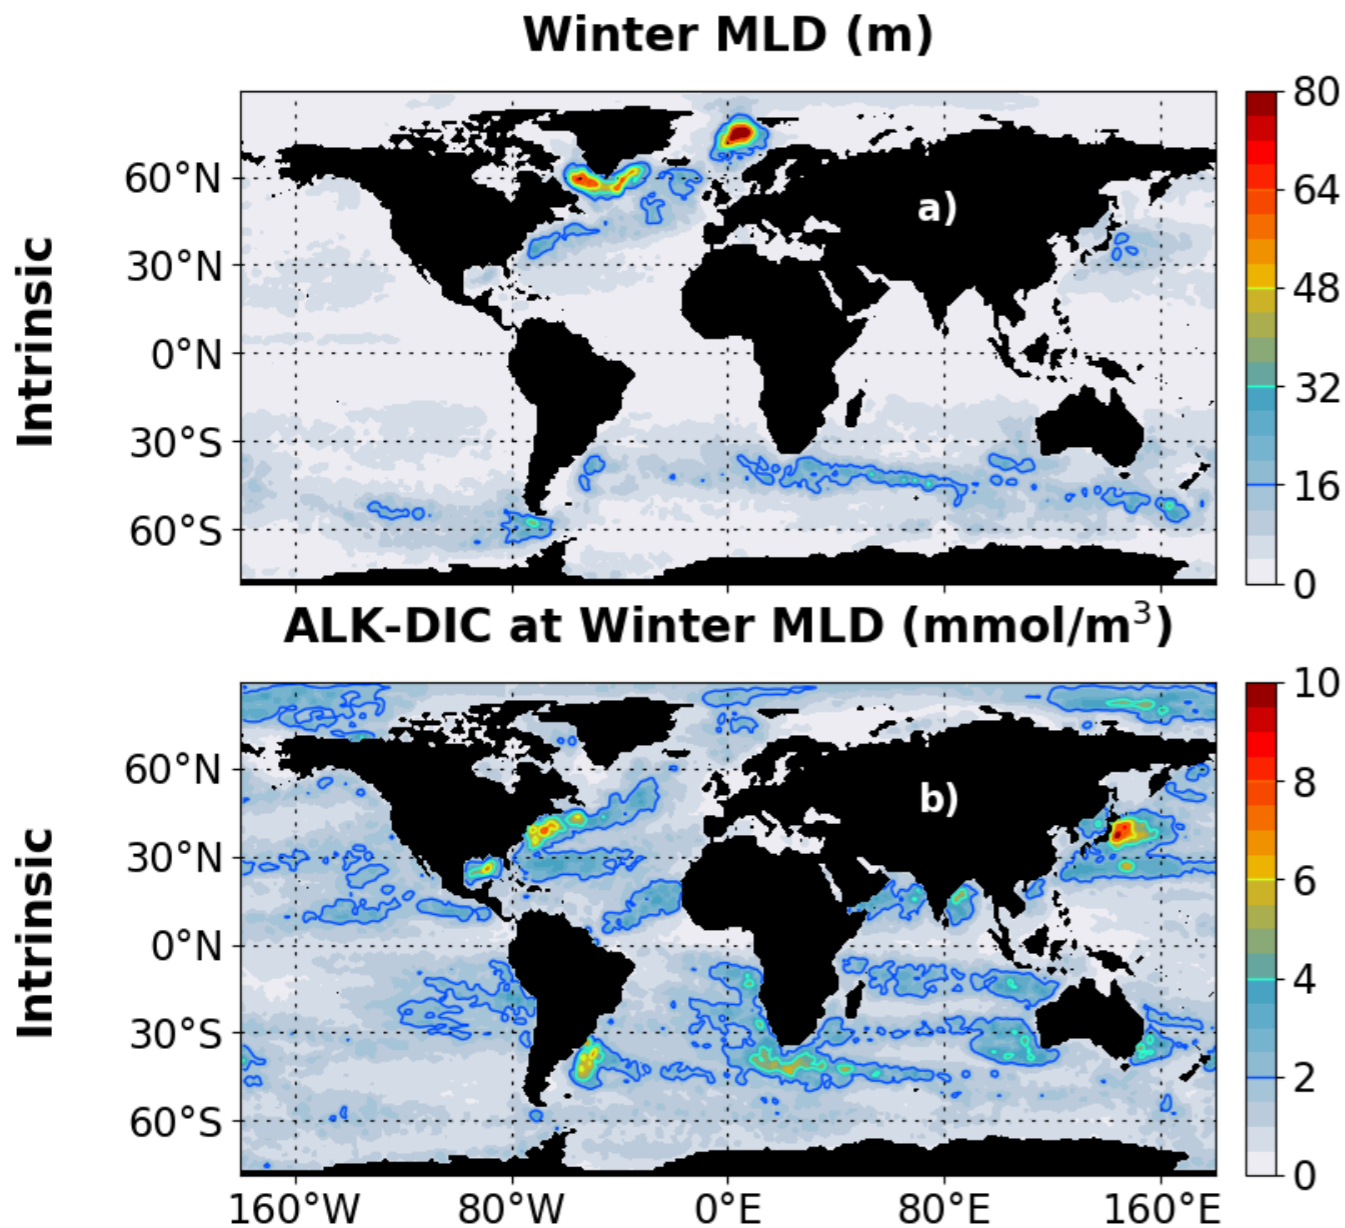 Winter MLD (m)
Intrinsic
60°N
30°N
0°N
30°S
60°S
a)
80
64
48
32
16
0
ALK-DIC at Winter MLD (mmol/m³)
Intrinsic
60°N
30°N
0°N
30°S
60°S
b)
10
8
6
4
2
0
160°W 80°W 0°E 80°E 160°E